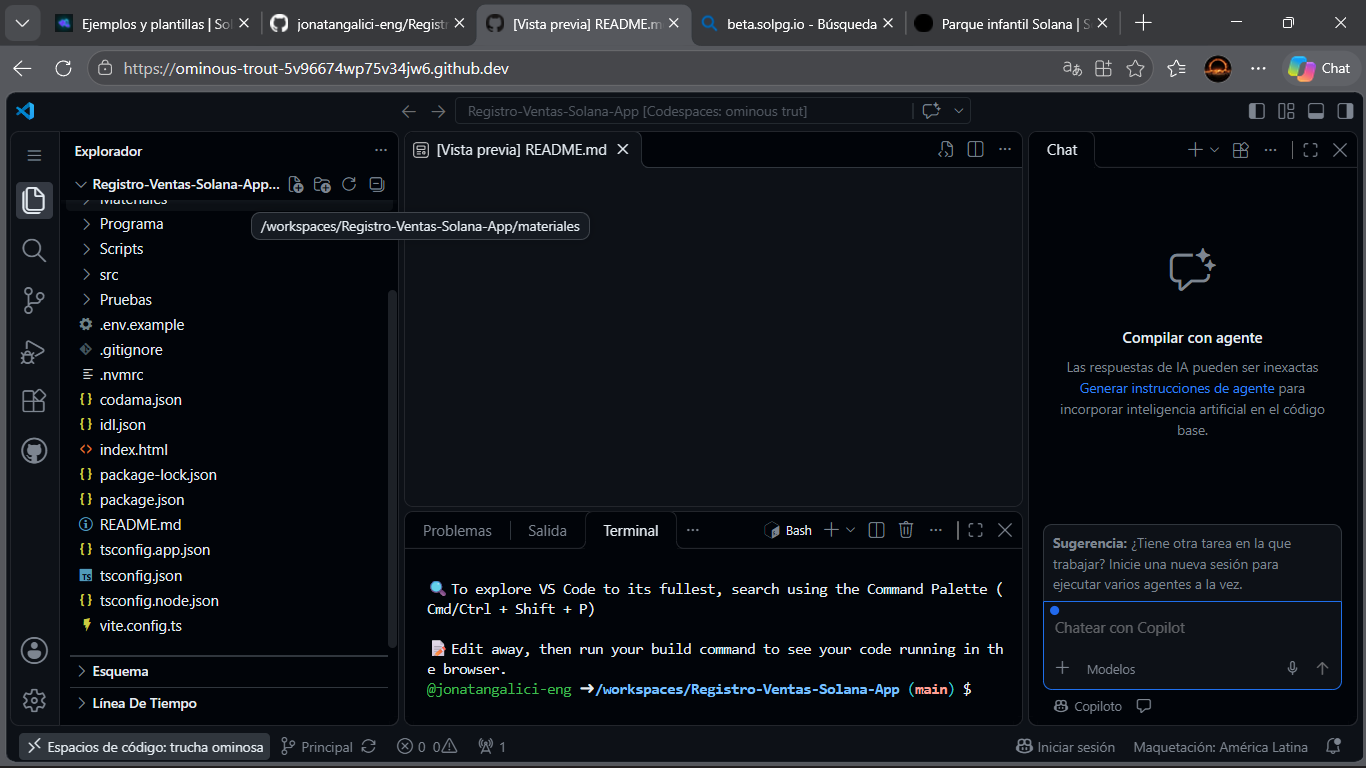 Ejemplos y plantillas | Sol
jonatangalici-eng/Registr
[Vista previa] README.m
beta.solpg.io - Búsqueda
Parque infantil Solana | S
https://ominous-trout-5v96674wp75v34jw6.github.dev
Chat
Registro-Ventas-Solana-App [Codespaces: ominous trut]
Explorador
Registro-Ventas-Solana-App...
Materiales
/workspaces/Registro-Ventas-Solana-App/materiales
Programa
Scripts
src
Pruebas
.env.example
.gitignore
.nvmrc
codama.json
idl.json
index.html
package-lock.json
package.json
README.md
tsconfig.app.json
tsconfig.json
tsconfig.node.json
vite.config.ts
Esquema
Línea De Tiempo
[Vista previa] README.md
Problemas
Salida
Terminal
Bash
To explore VS Code to its fullest, search using the Command Palette (
Cmd/Ctrl + Shift + P)
Edit away, then run your build command to see your code running in th
e browser.
@jonatangalici-eng ➜/workspaces/Registro-Ventas-Solana-App (main) $
Chat
Compilar con agente
Las respuestas de IA pueden ser inexactas
Generar instrucciones de agente para
incorporar inteligencia artificial en el código
base.
Sugerencia: ¿Tiene otra tarea en la que
trabajar? Inicie una nueva sesión para
ejecutar varios agentes a la vez.
Chatear con Copilot
Modelos
Copiloto
Espacios de código: trucha ominosa
Principal
0
0
1
Iniciar sesión
Maquetación: América Latina